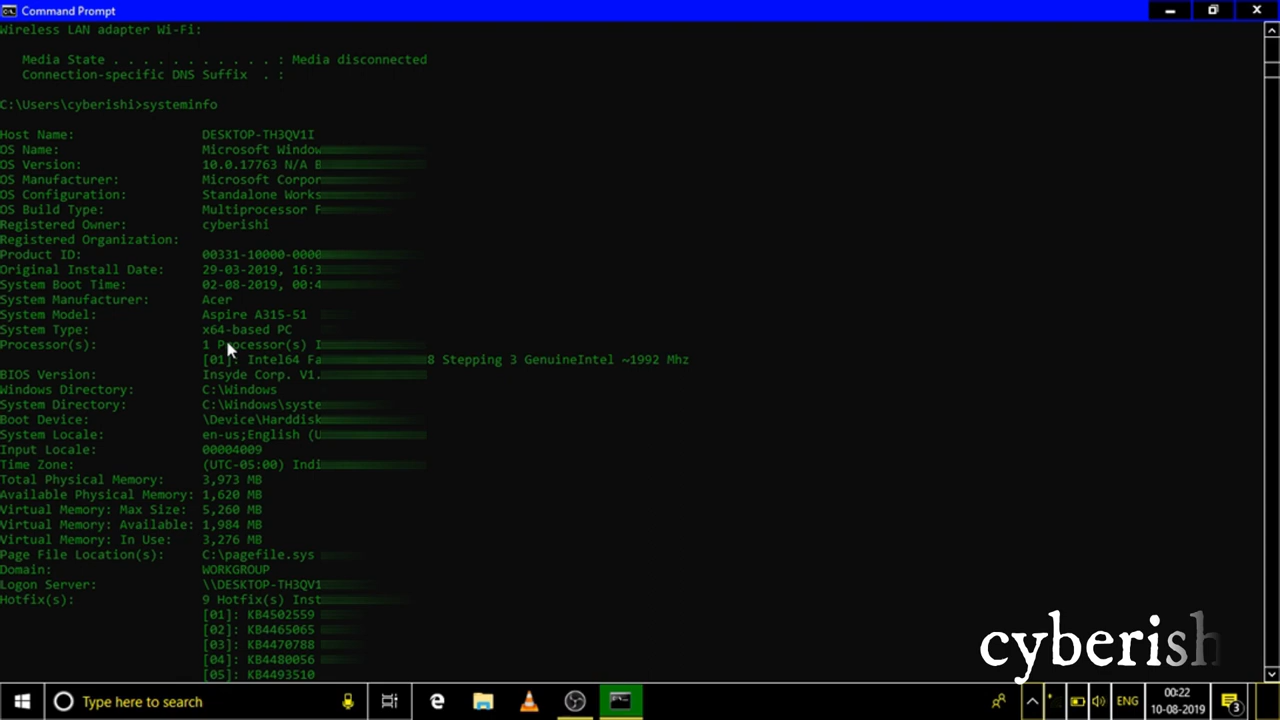 Command Prompt
Wireless LAN adapter Wi-Fi:
Media State . . . . . . . . . . . : Media disconnected
Connection-specific DNS Suffix  . :
C:\Users\cyberishi>systeminfo
Host Name: DESKTOP-TH3QV1I
OS Name: Microsoft Window
OS Version: 10.0.17763 N/A B
OS Manufacturer: Microsoft Corpor
OS Configuration: Standalone Works
OS Build Type: Multiprocessor F
Registered Owner: cyberishi
Registered Organization:
Product ID: 00331-10000-0000
Original Install Date: 29-03-2019, 16:3
System Boot Time: 02-08-2019, 00:4
System Manufacturer: Acer
System Model: Aspire A315-51
System Type: x64-based PC
Processor(s): 1 Processor(s) I
[01]: Intel64 Fa 8 Stepping 3 GenuineIntel ~1992 Mhz
BIOS Version: Insyde Corp. V1.
Windows Directory: C:\Windows
System Directory: C:\Windows\syste
Boot Device: \Device\Harddisk
System Locale: en-us;English (U
Input Locale: 00004009
Time Zone: (UTC-05:00) Indi
Total Physical Memory: 3,973 MB
Available Physical Memory: 1,620 MB
Virtual Memory: Max Size: 5,260 MB
Virtual Memory: Available: 1,984 MB
Virtual Memory: In Use: 3,276 MB
Page File Location(s): C:\pagefile.sys
Domain: WORKGROUP
Logon Server: \\DESKTOP-TH3QV1
Hotfix(s): 9 Hotfix(s) Inst
[01]: KB4502559
[02]: KB4465065
[03]: KB4470788
[04]: KB4480056
[05]: KB4493510
cyberish
Type here to search
ENG
00:22
10-08-2019
3